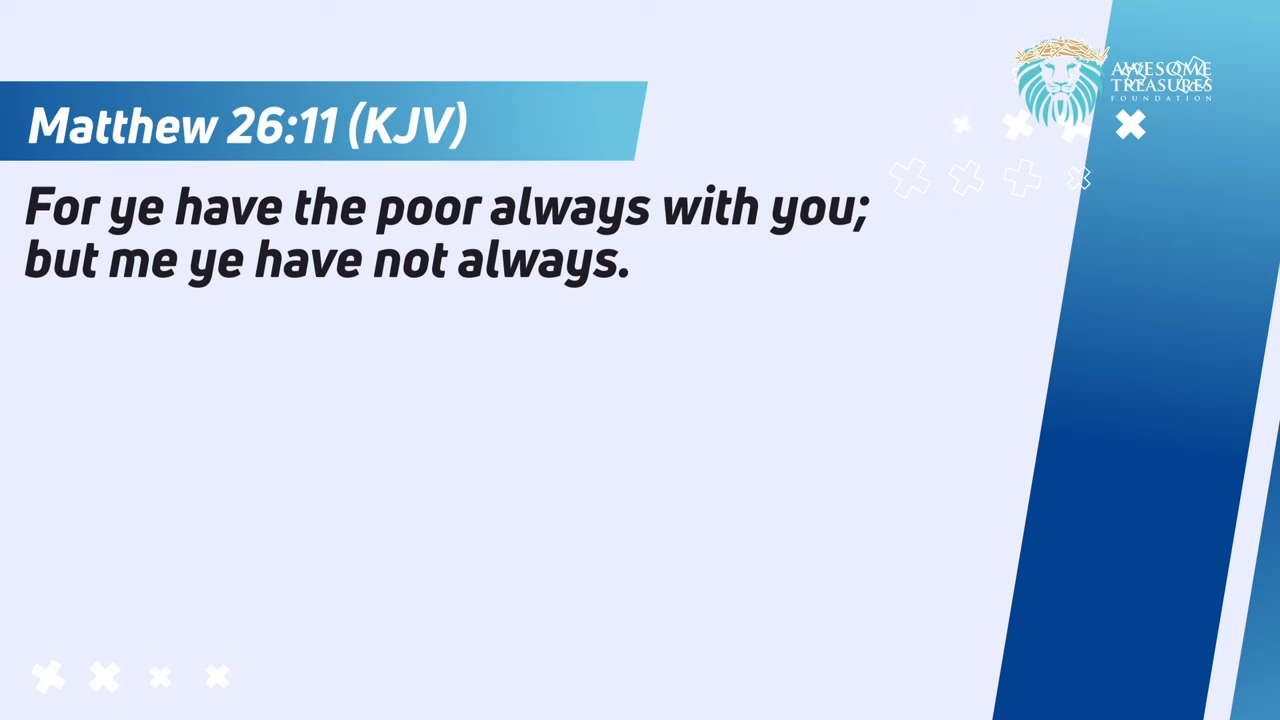 AWESOME
TREASURES
FOUNDATION
Matthew 26:11 (KJV)
For ye have the poor always with you;
but me ye have not always.